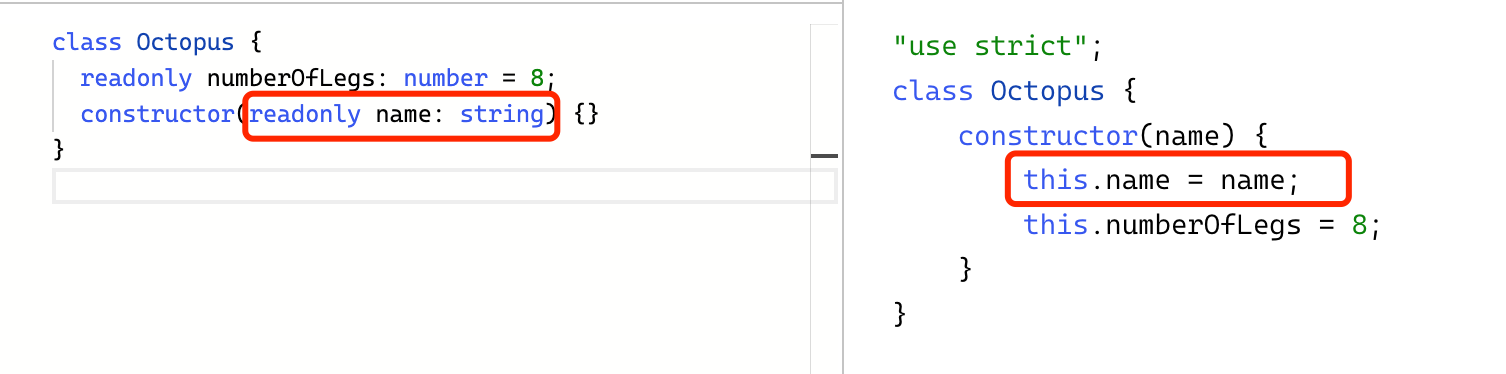 class Octopus {
  readonly numberOfLegs: number = 8;
  constructor(readonly name: string) {}
}
"use strict";
class Octopus {
    constructor(name) {
        this.name = name;
        this.numberOfLegs = 8;
    }
}